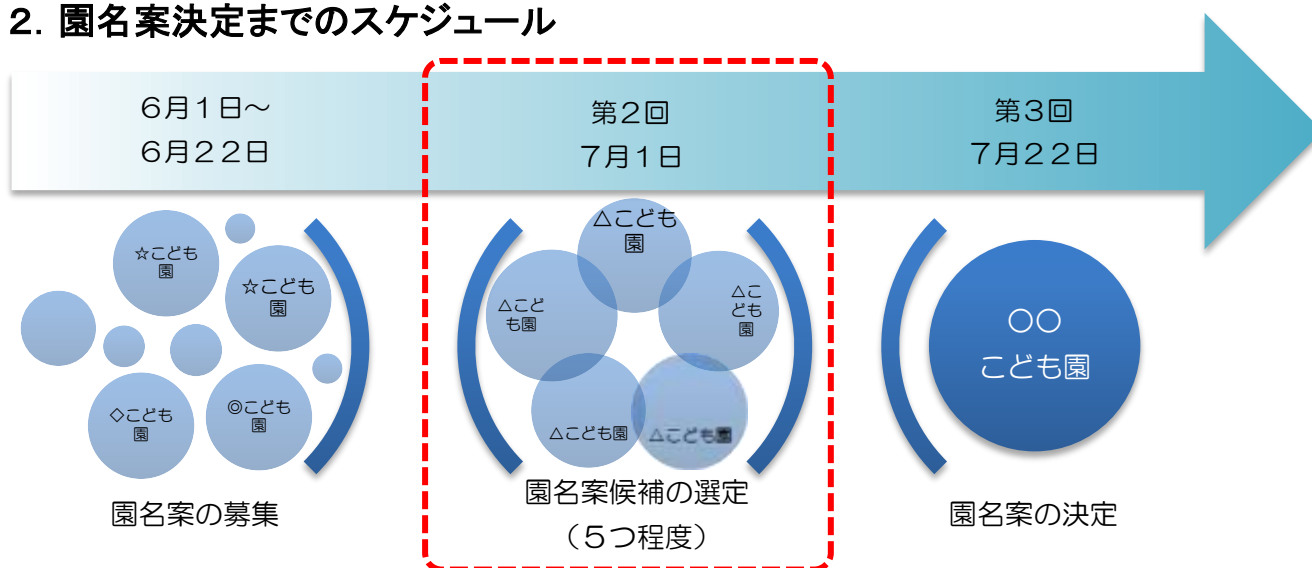 ２．園名案決定までのスケジュール
６月１日～
６月２２日
第２回
７月１日
第３回
７月２２日
☆こども
園
☆こども
園
◇こども
園
◎こども
園
△こども
園
△こど
も園
△こ
ども
園
△こども園
△こども園
〇〇
こども園
園名案の募集
園名案候補の選定
（５つ程度）
園名案の決定